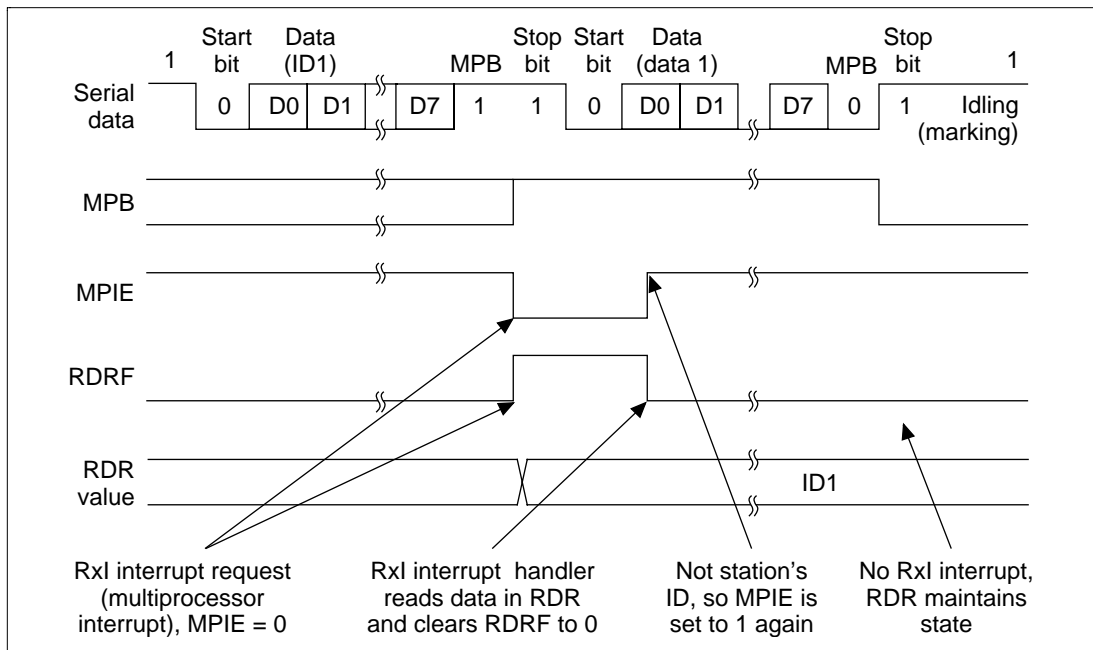 1 Start bit Data (ID1) MPB Stop bit Start bit Data (data 1) MPB Stop bit 1
Serial data 0 D0 D1 D7 1 1 0 D0 D1 D7 0 1 Idling (marking)
MPB
MPIE
RDRF
RDR value ID1
RxI interrupt request
(multiprocessor
interrupt), MPIE = 0
RxI interrupt handler
reads data in RDR
and clears RDRF to 0
Not station's
ID, so MPIE is
set to 1 again
No RxI interrupt,
RDR maintains
state